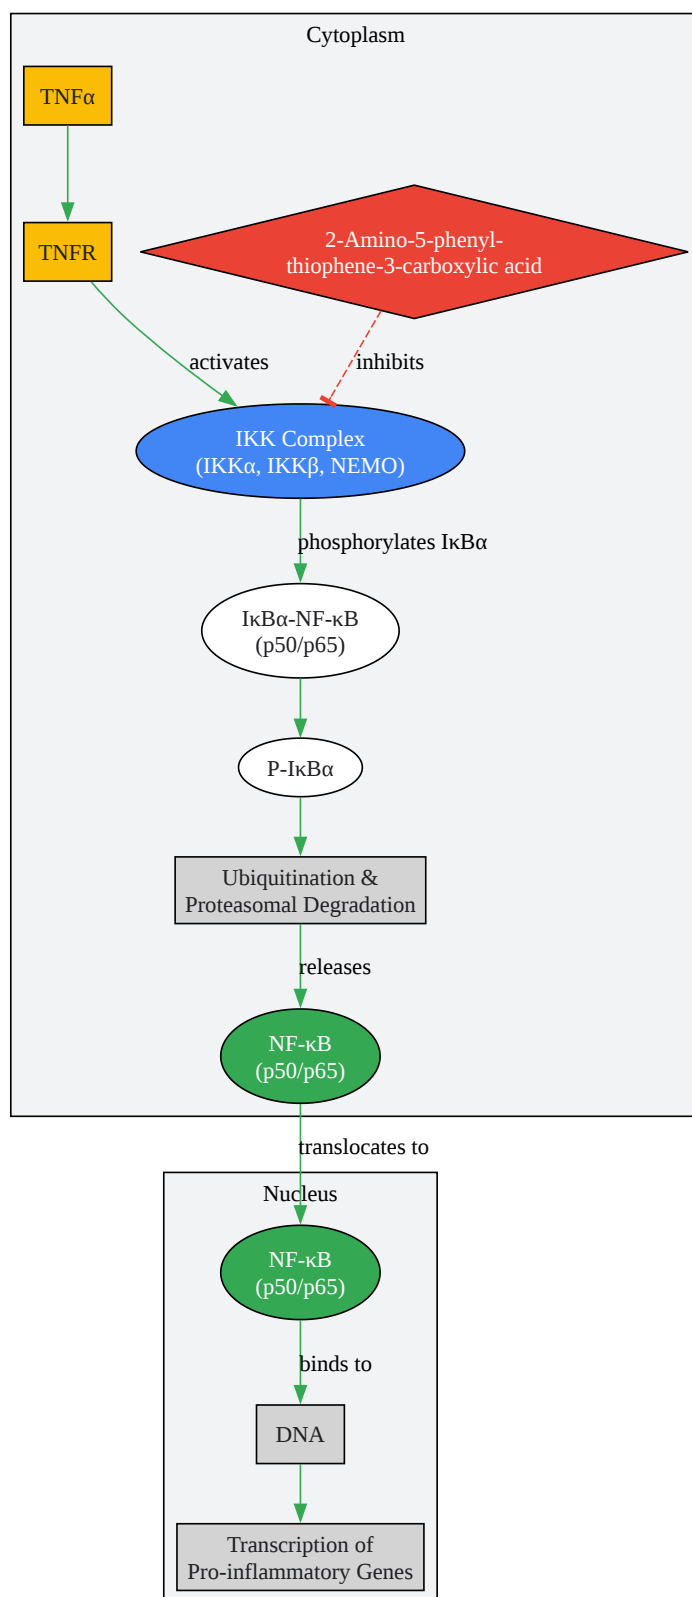 Cytoplasm
TNFα
TNFR
2-Amino-5-phenyl-
thiophene-3-carboxylic acid
activates
inhibits
IKK Complex
(IKKα, IKKβ, NEMO)
phosphorylates IκBα
IκBα-NF-κB
(p50/p65)
P-IκBα
Ubiquitination &
Proteasomal Degradation
releases
NF-κB
(p50/p65)
translocates to
Nucleus
NF-κB
(p50/p65)
binds to
DNA
Transcription of
Pro-inflammatory Genes